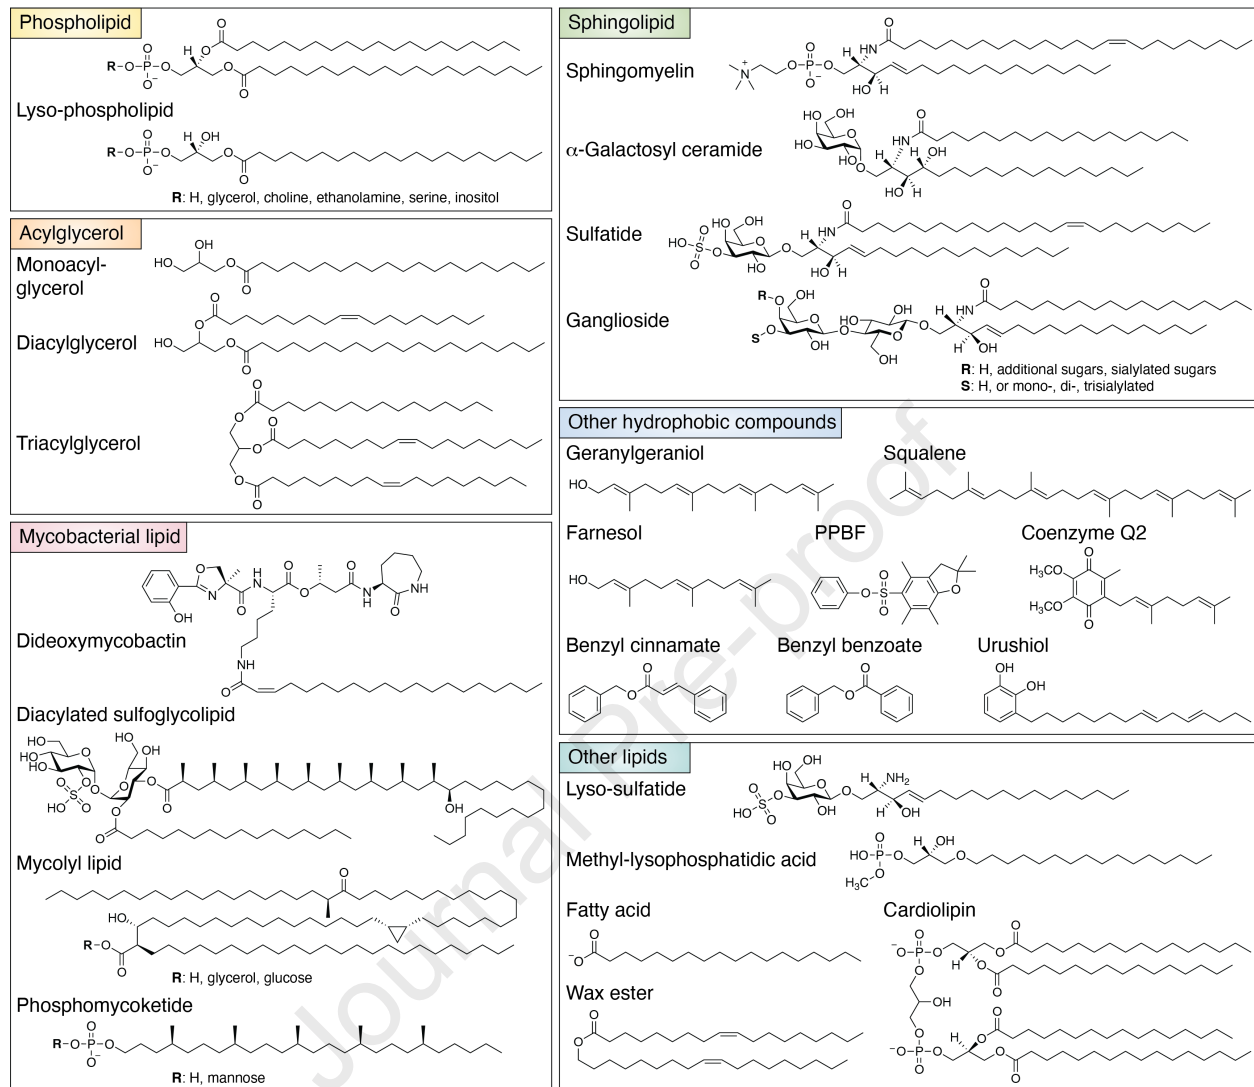 Phospholipid
Lyso-phospholipid
R: H, glycerol, choline, ethanolamine, serine, inositol
Acylglycerol
Monoacyl-
glycerol
Diacylglycerol
Triacylglycerol
Mycobacterial lipid
Dideoxymycobactin
Diacylated sulfoglycolipid
Mycolyl lipid
R: H, glycerol, glucose
Phosphomycoketide
R: H, mannose
Sphingolipid
Sphingomyelin
α-Galactosyl ceramide
Sulfatide
Ganglioside
R: H, additional sugars, sialylated sugars
S: H, or mono-, di-, trisialylated
Other hydrophobic compounds
Geranylgeraniol
Squalene
Farnesol
PPBF
Coenzyme Q2
Benzyl cinnamate
Benzyl benzoate
Urushiol
Other lipids
Lyso-sulfatide
Methyl-lysophosphatidic acid
Fatty acid
Cardiolipin
Wax ester
Journal Pre-proof